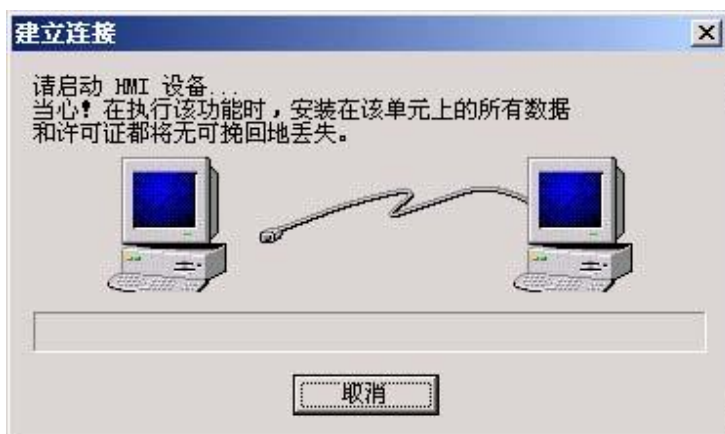 建立连接
请启动 HMI 设备...
当心！在执行该功能时，安装在该单元上的所有数据
和许可证都将无可挽回地丢失。
取消